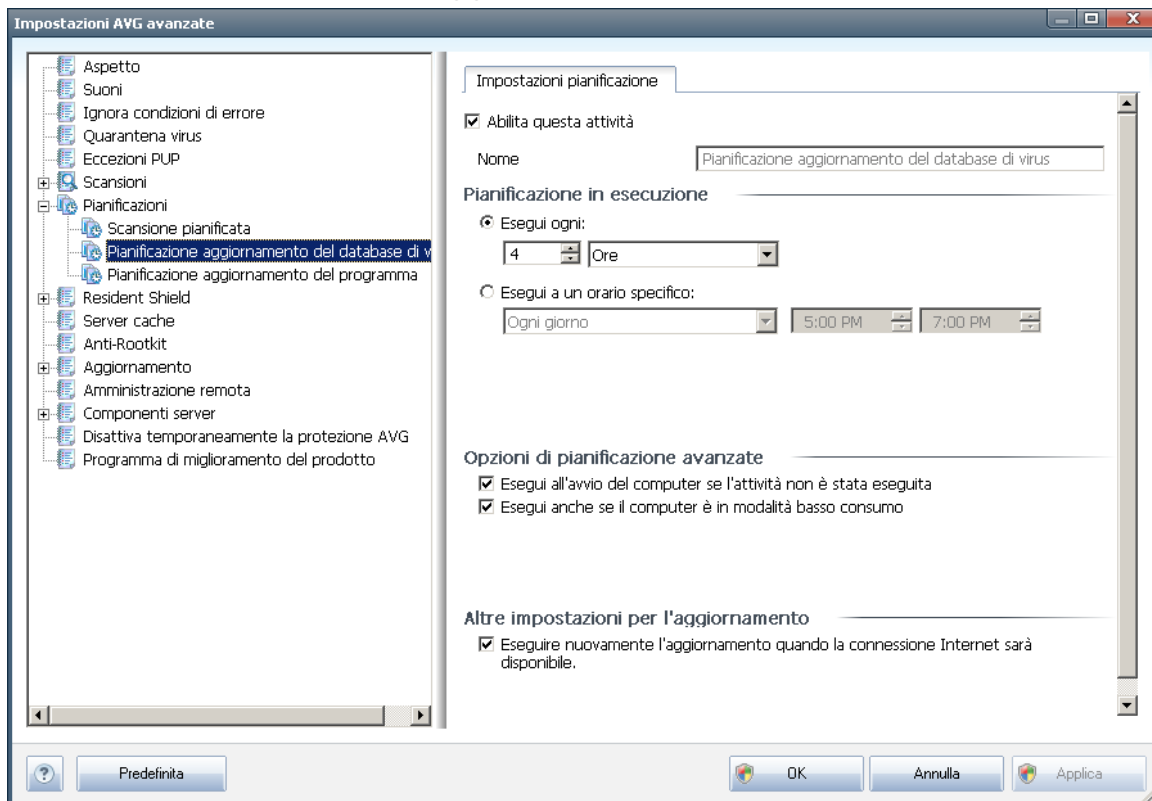 Impostazioni AVG avanzate
Aspetto
Suoni
Ignora condizioni di errore
Quarantena virus
Eccezioni PUP
Scansioni
Pianificazioni
Scansione pianificata
Pianificazione aggiornamento del database di v
Pianificazione aggiornamento del programma
Resident Shield
Server cache
Anti-Rootkit
Aggiornamento
Amministrazione remota
Componenti server
Disattiva temporaneamente la protezione AVG
Programma di miglioramento del prodotto
Impostazioni pianificazione
Abilita questa attività
Nome Pianificazione aggiornamento del database di virus
Pianificazione in esecuzione
Esegui ogni:
4 Ore
Esegui a un orario specifico:
Ogni giorno 5:00 PM 7:00 PM
Opzioni di pianificazione avanzate
Esegui all'avvio del computer se l'attività non è stata eseguita
Esegui anche se il computer è in modalità basso consumo
Altre impostazioni per l'aggiornamento
Eseguire nuovamente l'aggiornamento quando la connessione Internet sarà
disponibile.
? Predefinita OK Annulla Applica